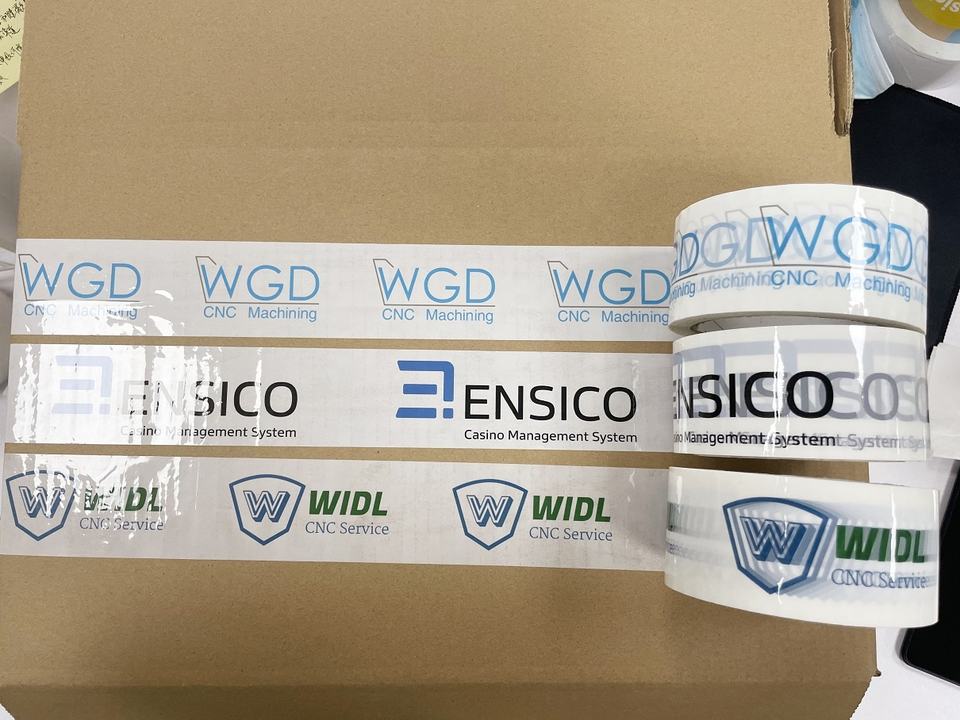 WGD WGD WGD WGD
CNC Machining CNC Machining CNC Machining CNC Machining
WGD
CNC Machining
ENSICO ENSICO
Casino Management System Casino Management System
ENSICO
Management System
WIDL WIDL WIDL
CNC Service CNC Service CNC Service
WIDL
CNC Service